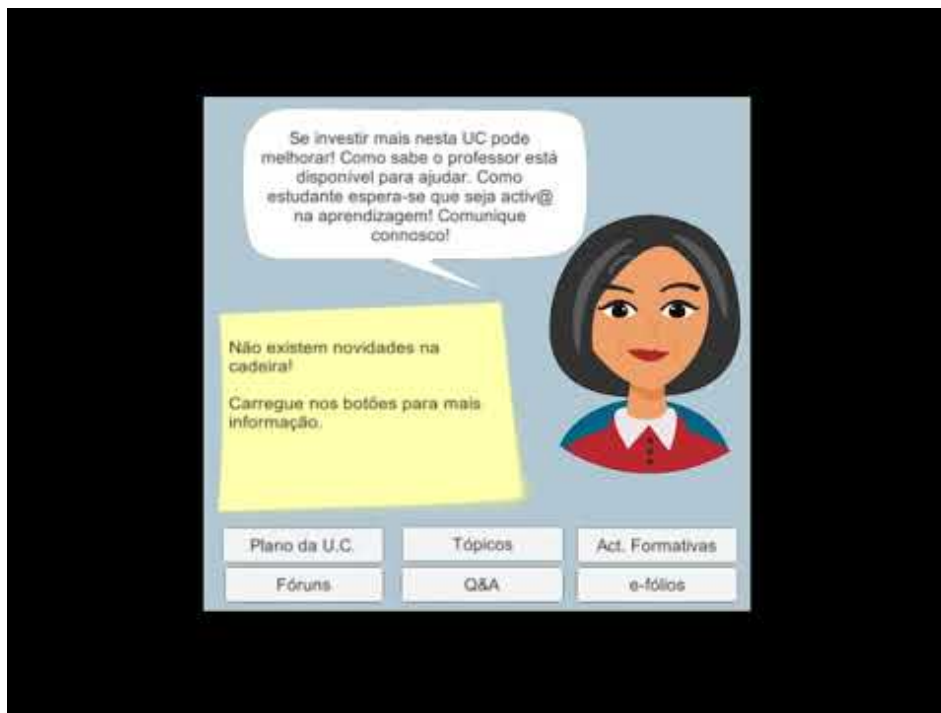 Se investir mais nesta UC pode
melhorar! Como sabe o professor está
disponível para ajudar. Como
estudante espera-se que seja activ@
na aprendizagem! Comunique
connosco!
Não existem novidades na
cadeira!
Carregue nos botões para mais
informação.
Plano da U.C.
Tópicos
Act. Formativas
Fóruns
Q&A
e-fólios